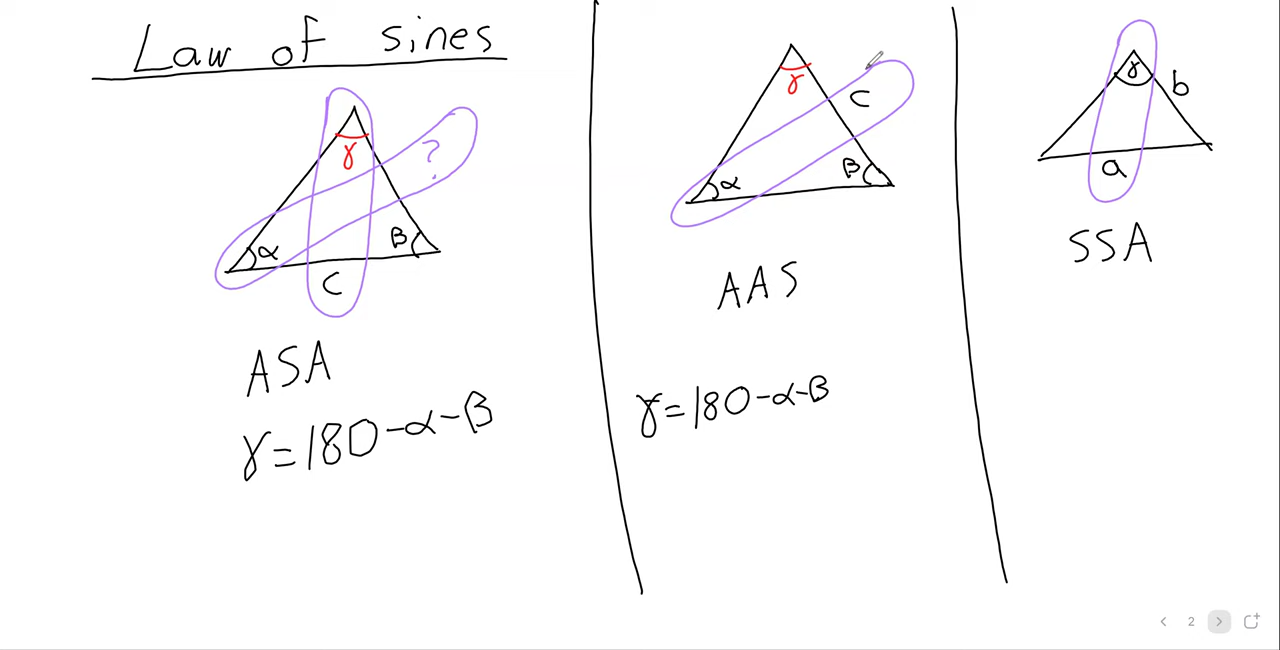 Law of sines
γ
?
α
β
c
ASA
γ=180-α-β
γ
c
α
β
AAS
γ=180-α-β
γ
b
a
SSA
2